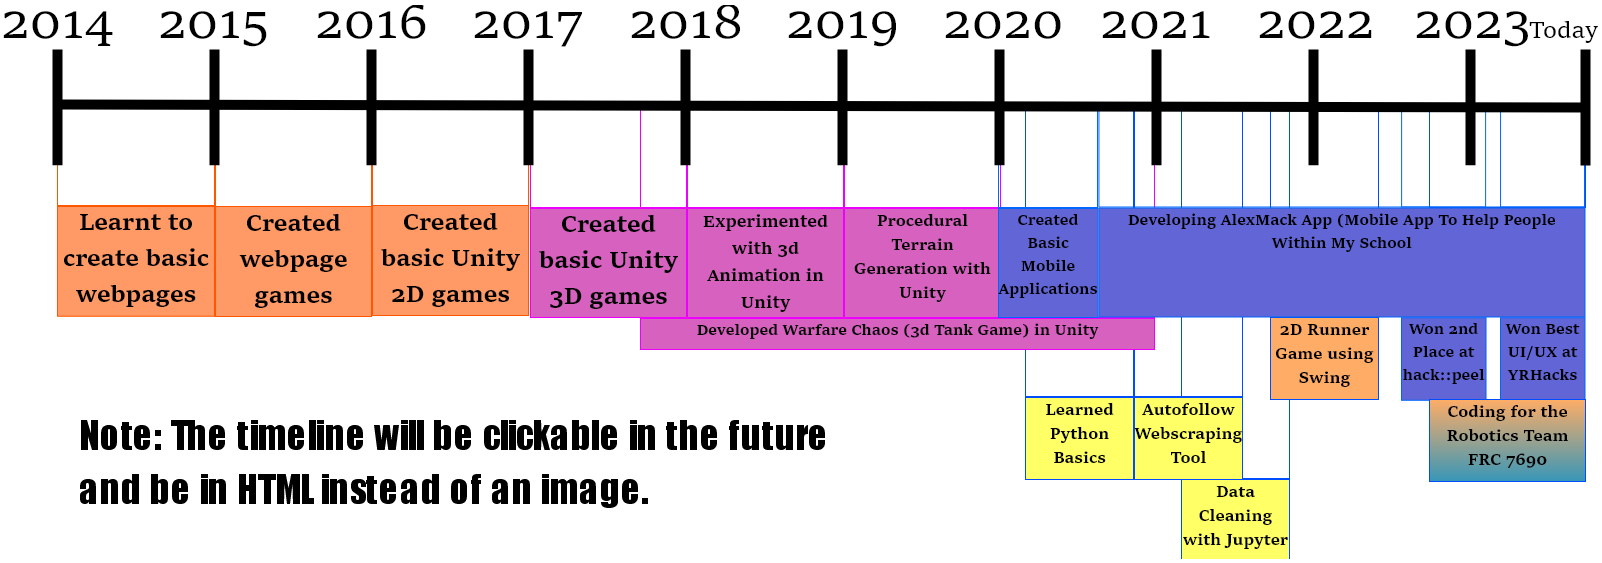 2014 2015 2016 2017 2018 2019 2020 2021 2022 2023 Today
Learnt to
create basic
webpages
Created
webpage
games
Created
basic Unity
2D games
Created
basic Unity
3D games
Experimented
with 3d
Animation in
Unity
Procedural
Terrain
Generation with
Unity
Created
Basic
Mobile
Applications
Developing AlexMack App (Mobile App To Help People
Within My School
Developed Warfare Chaos (3d Tank Game) in Unity
2D Runner
Game using
Swing
Won 2nd
Place at
hack::peel
Won Best
UI/UX at
YRHacks
Learned
Python
Basics
Autofollow
Webscraping
Tool
Coding for the
Robotics Team
FRC 7690
Data
Cleaning
with Jupyter
Note: The timeline will be clickable in the future
and be in HTML instead of an image.